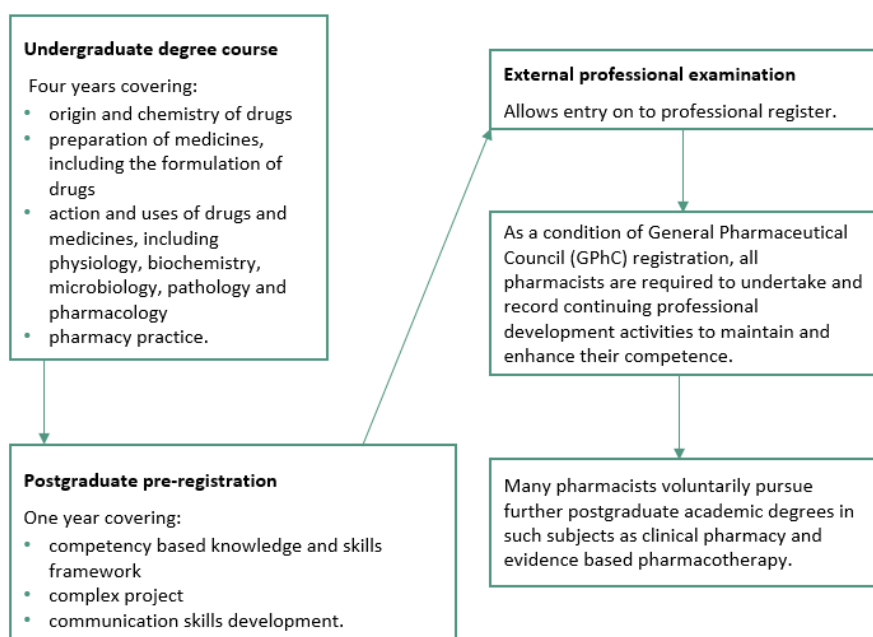 Undergraduate degree course
Four years covering:
• origin and chemistry of drugs
• preparation of medicines,
including the formulation of
drugs
• action and uses of drugs and
medicines, including
physiology, biochemistry,
microbiology, pathology and
pharmacology
• pharmacy practice.
Postgraduate pre-registration
One year covering:
• competency based knowledge and skills
framework
• complex project
• communication skills development.
External professional examination
Allows entry on to professional register.
As a condition of General Pharmaceutical
Council (GPhC) registration, all
pharmacists are required to undertake and
record continuing professional
development activities to maintain and
enhance their competence.
Many pharmacists voluntarily pursue
further postgraduate academic degrees in
such subjects as clinical pharmacy and
evidence based pharmacotherapy.